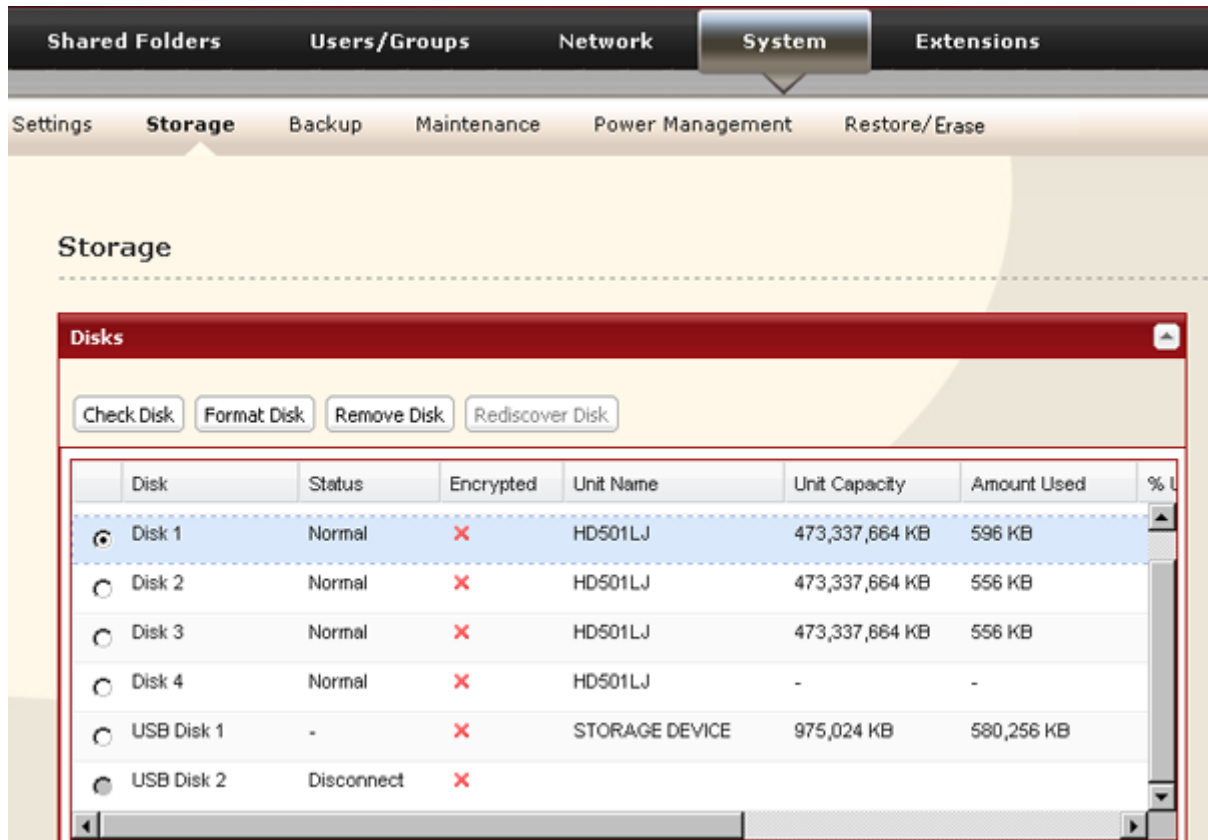 Shared Folders Users/Groups Network System Extensions
Settings Storage Backup Maintenance Power Management Restore/Erase
Storage
Disks
Check Disk Format Disk Remove Disk Rediscover Disk
Disk Status Encrypted Unit Name Unit Capacity Amount Used %
Disk 1 Normal HD501LJ 473,337,664 KB 596 KB
Disk 2 Normal HD501LJ 473,337,664 KB 556 KB
Disk 3 Normal HD501LJ 473,337,664 KB 556 KB
Disk 4 Normal HD501LJ - -
USB Disk 1 - STORAGE DEVICE 975,024 KB 580,256 KB
USB Disk 2 Disconnect